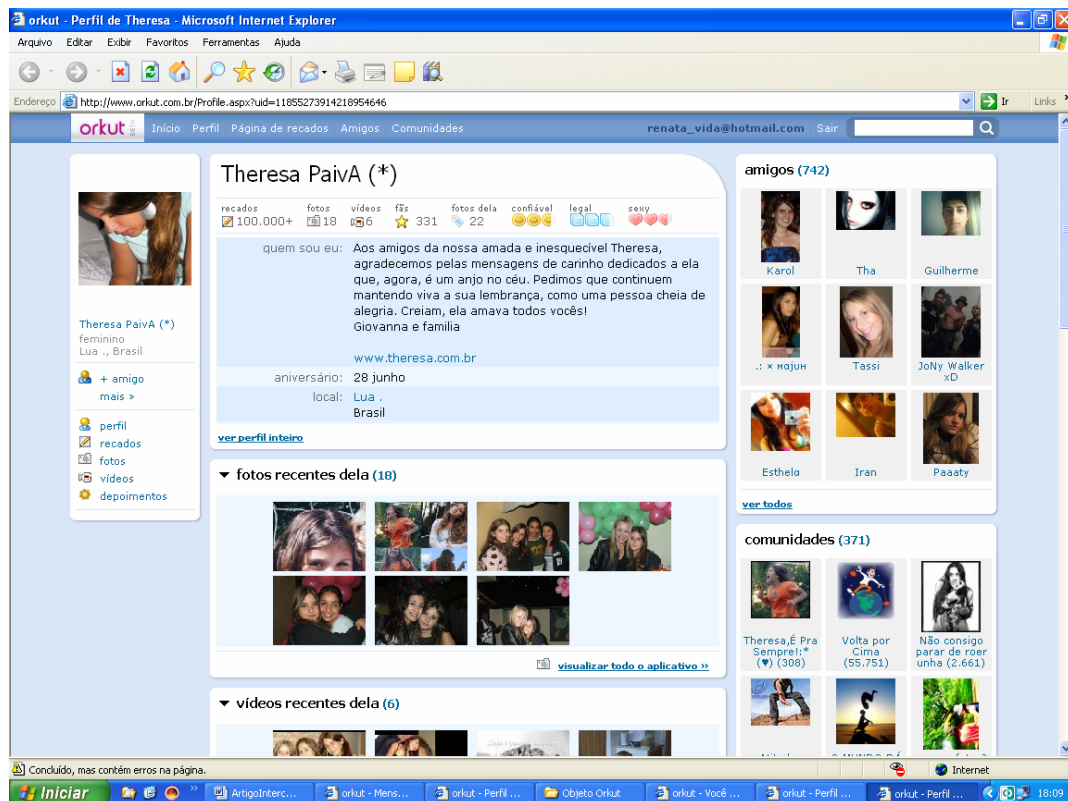 orkut - Perfil de Theresa - Microsoft Internet Explorer
Arquivo Editar Exibir Favoritos Ferramentas Ajuda
Endereço http://www.orkut.com.br/Profile.aspx?uid=11855273914218954646 Ir Links
orkut BETA Início Perfil Página de recados Amigos Comunidades renata_vida@hotmail.com Sair
Theresa PaivA (*)
feminino
Lua ., Brasil
+ amigo
mais »
perfil
recados
fotos
vídeos
depoimentos
Theresa PaivA (*)
recados fotos vídeos fãs fotos dela confiável legal sexy
100.000+ 18 6 331 22
quem sou eu: Aos amigos da nossa amada e inesquecível Theresa,
agradecemos pelas mensagens de carinho dedicados a ela
que, agora, é um anjo no céu. Pedimos que continuem
mantendo viva a sua lembrança, como uma pessoa cheia de
alegria. Creiam, ela amava todos vocês!
Giovanna e familia
www.theresa.com.br
aniversário: 28 junho
local: Lua .
Brasil
ver perfil inteiro
fotos recentes dela (18)
visualizar todo o aplicativo »
vídeos recentes dela (6)
amigos (742)
Karol Tha Guilherme
.: × мαjuн Tassi JoNy Walker
xD
Esthela Iran Paaaty
ver todos
comunidades (371)
Theresa,É Pra Volta por Não consigo
Sempre!:* Cima parar de roer
(♥) (308) (55.751) unha (2.661)
Concluído, mas contém erros na página. Internet
Iniciar ArtigoInterc... orkut - Mens... orkut - Perfil ... Objeto Orkut orkut - Você ... orkut - Perfil ... orkut - Perfil ... 18:09